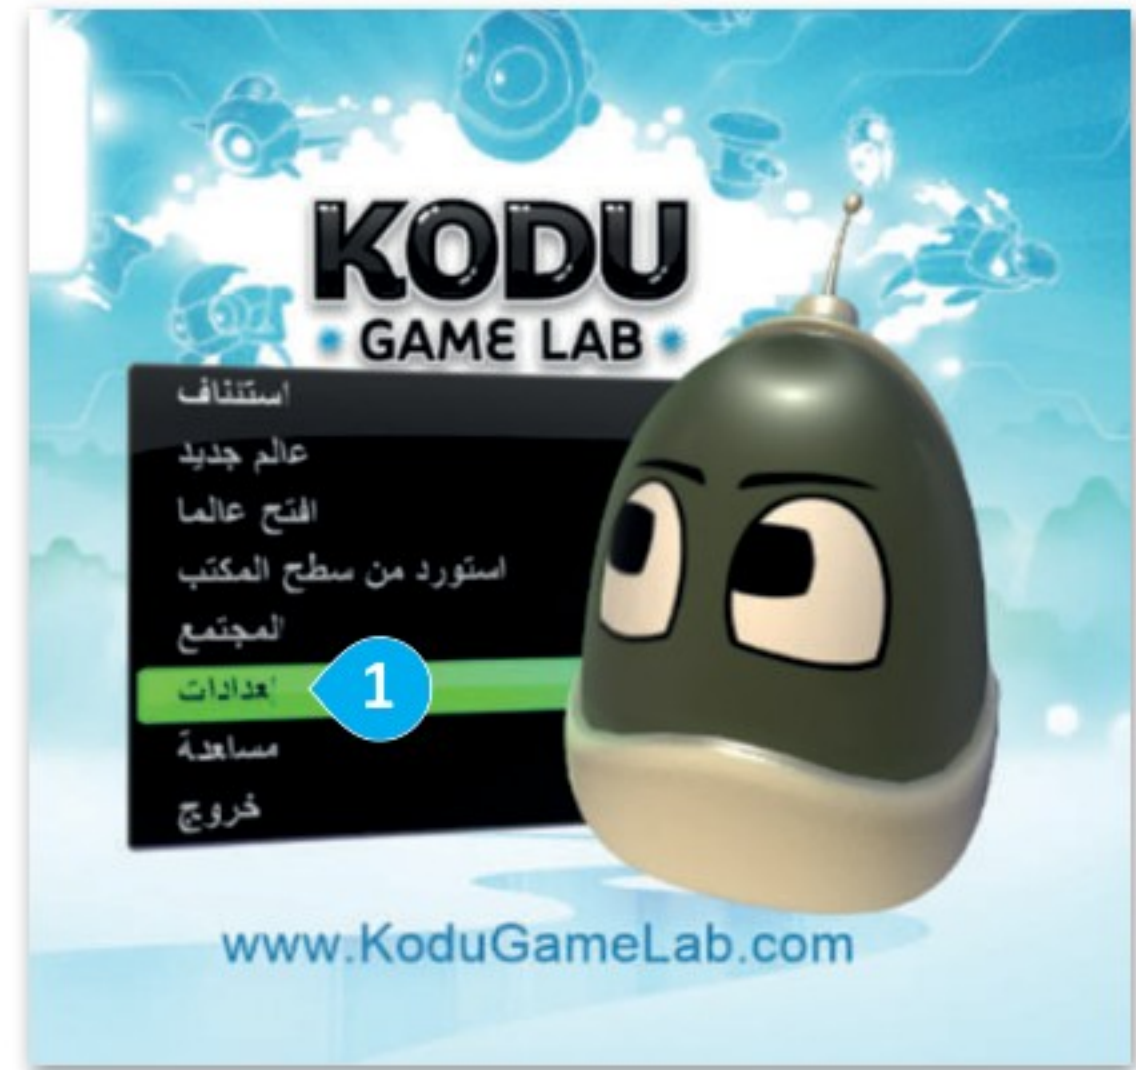 KODU
GAME LAB
استئناف
عالم جديد
افتح عالما
استورد من سطح المكتب
المجتمع
إعدادات
1
مساعدة
خروج
www.KoduGameLab.com